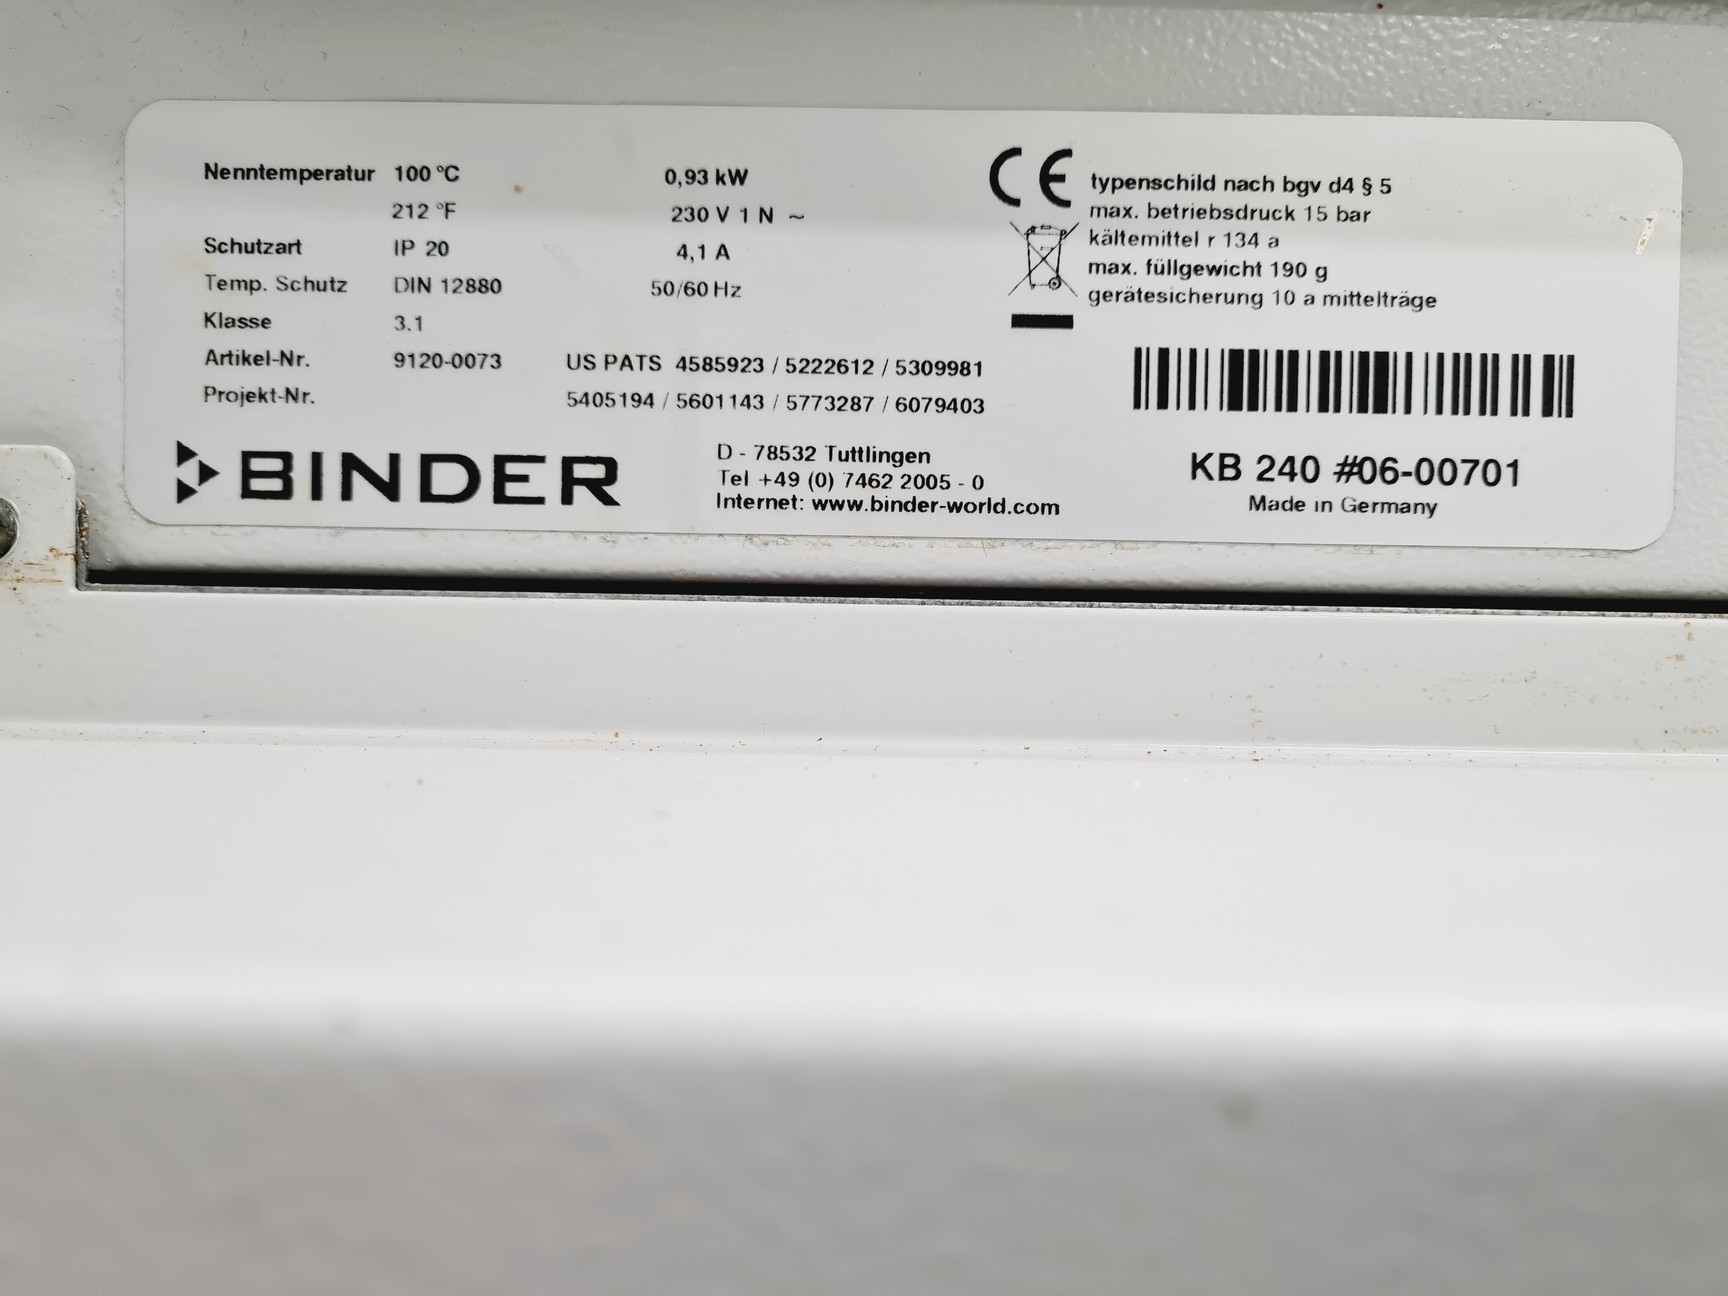 Nenntemperatur 100 °C 0,93 kW
212 °F 230 V 1 N ~
Schutzart IP 20 4,1 A
Temp. Schutz DIN 12880 50/60 Hz
Klasse 3.1
Artikel-Nr. 9120-0073 US PATS 4585923 / 5222612 / 5309981
Projekt-Nr. 5405194 / 5601143 / 5773287 / 6079403
CE
typenschild nach bgv d4 § 5
max. betriebsdruck 15 bar
kältemittel r 134 a
max. füllgewicht 190 g
gerätesicherung 10 a mittelträge
BINDER
D - 78532 Tuttlingen
Tel +49 (0) 7462 2005 - 0
Internet: www.binder-world.com
KB 240 #06-00701
Made in Germany